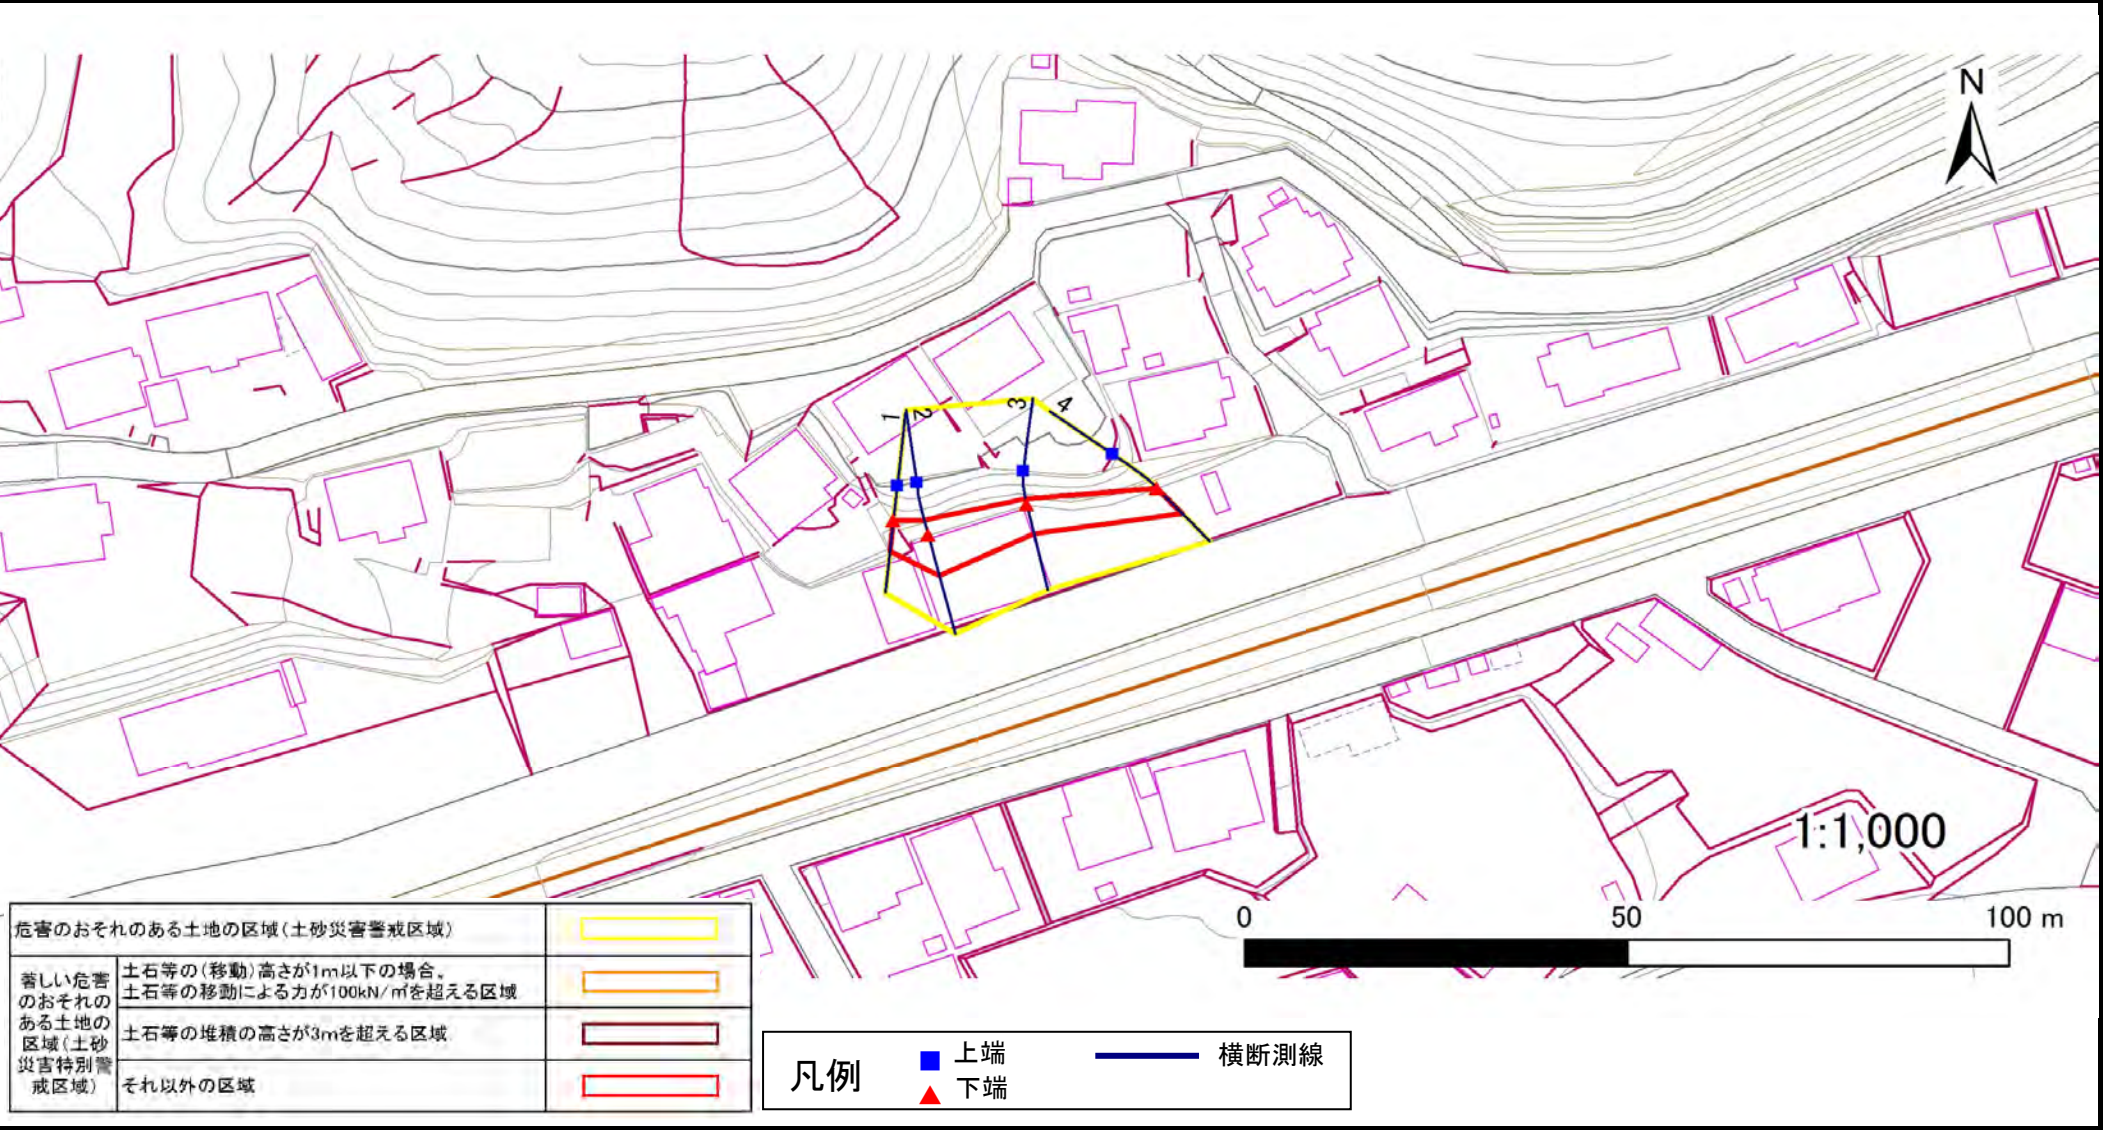 N
1
2
3
4
1:1,000
0
50
100 m
危害のおそれのある土地の区域(土砂災害警戒区域)
著しい危害
のおそれの
ある土地の
区域(土砂
災害特別警
戒区域)
土石等の(移動)高さが1m以下の場合、
土石等の移動による力が100kN/㎡を超える区域
土石等の堆積の高さが3mを超える区域
それ以外の区域
凡例
上端
下端
横断測線